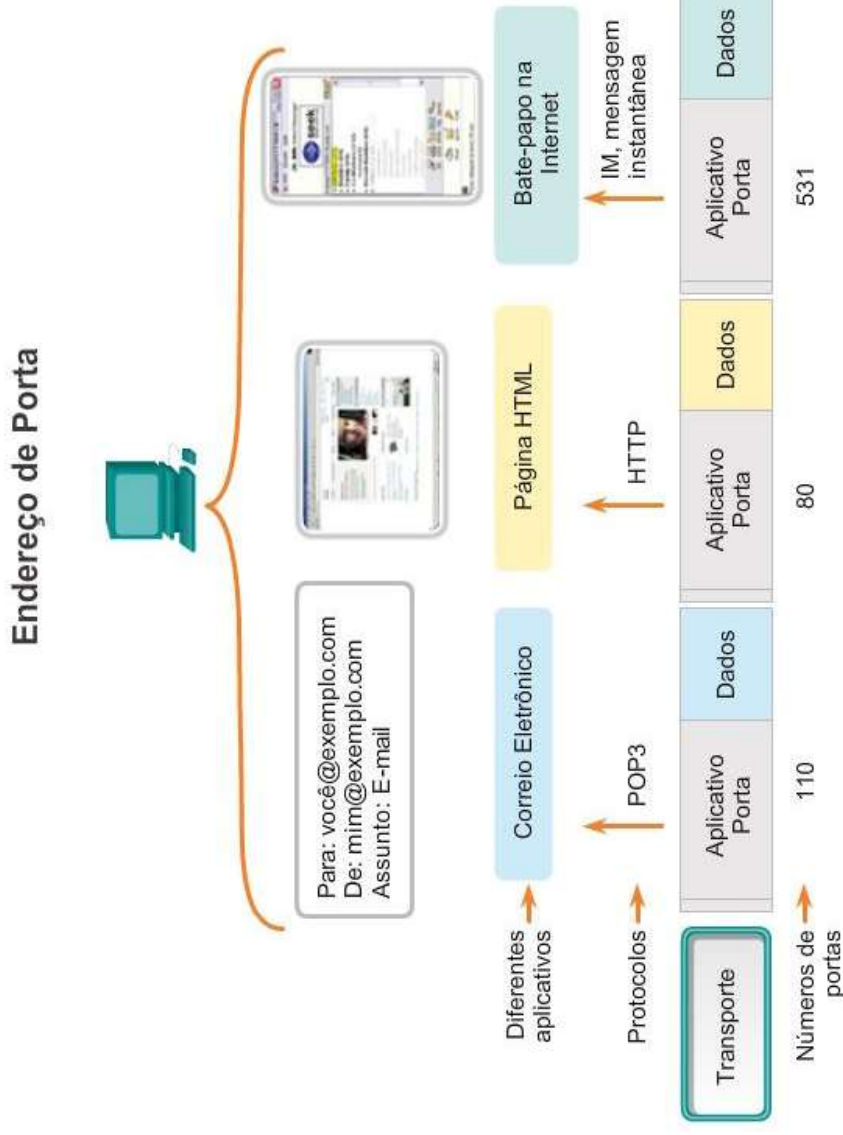 Endereço de Porta
Para: você@exemplo.com
De: mim@exemplo.com
Assunto: E-mail
seek
Diferentes
aplicativos
Correio Eletrônico
Página HTML
Bate-papo na
Internet
Protocolos
POP3
HTTP
IM, mensagem
instantânea
Transporte
Aplicativo
Porta
Dados
Aplicativo
Porta
Dados
Aplicativo
Porta
Dados
Números de
portas
110
80
531